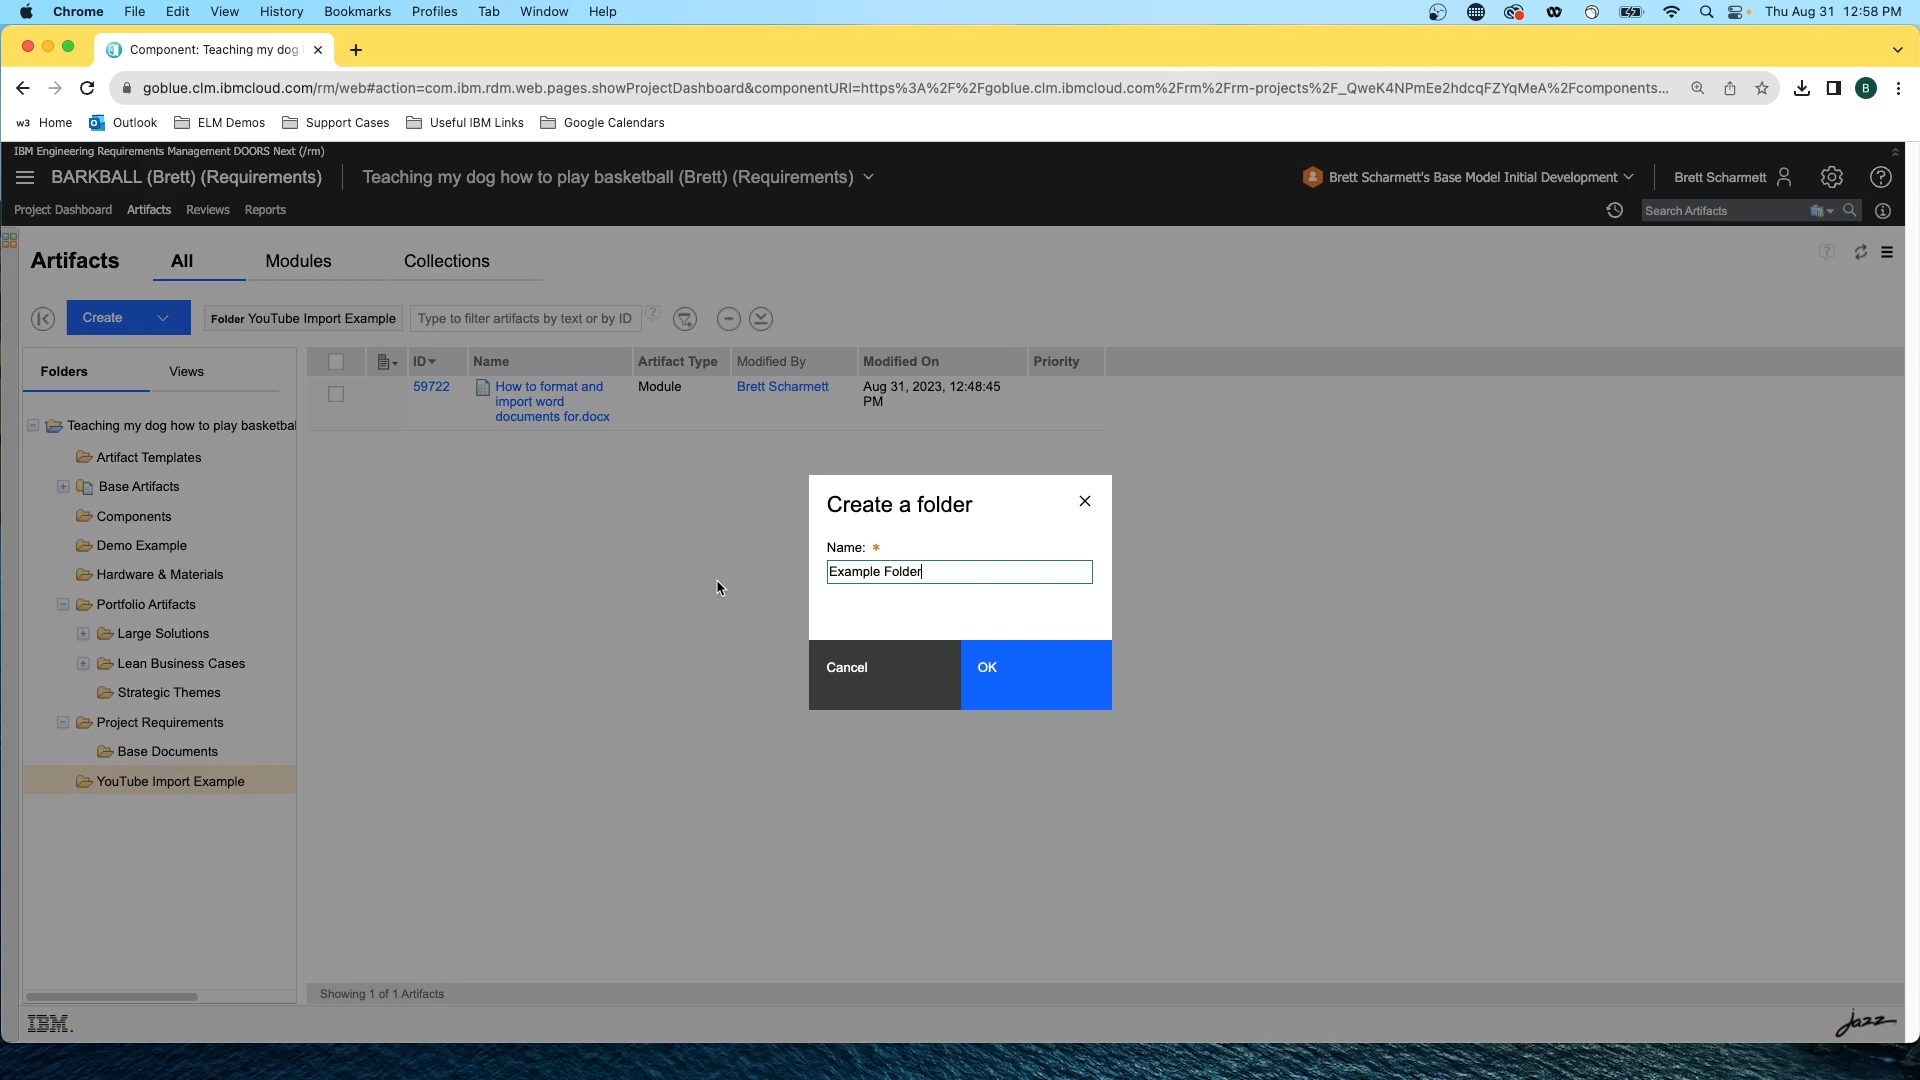 Chrome File Edit View History Bookmarks Profiles Tab Window Help Thu Aug 31 12:58 PM
Component: Teaching my dog
goblue.clm.ibmcloud.com/rm/web#action=com.ibm.rdm.web.pages.showProjectDashboard&componentURI=https%3A%2F%2Fgoblue.clm.ibmcloud.com%2Frm%2Frm-projects%2F_QweK4NPmEe2hdcqFZYqMeA%2Fcomponents... B
w3 Home Outlook ELM Demos Support Cases Useful IBM Links Google Calendars
IBM Engineering Requirements Management DOORS Next (/rm)
BARKBALL (Brett) (Requirements) Teaching my dog how to play basketball (Brett) (Requirements) Brett Scharmett's Base Model Initial Development Brett Scharmett
Project Dashboard Artifacts Reviews Reports Search Artifacts
Artifacts All Modules Collections
Create Folder YouTube Import Example Type to filter artifacts by text or by ID
Folders Views
ID Name Artifact Type Modified By Modified On Priority
59722 How to format and import word documents for.docx Module Brett Scharmett Aug 31, 2023, 12:48:45 PM
Teaching my dog how to play basketbal
Artifact Templates
Base Artifacts
Components
Demo Example
Hardware & Materials
Portfolio Artifacts
Large Solutions
Lean Business Cases
Strategic Themes
Project Requirements
Base Documents
YouTube Import Example
Create a folder
Name: *
Example Folder
Cancel OK
Showing 1 of 1 Artifacts
IBM. Jazz